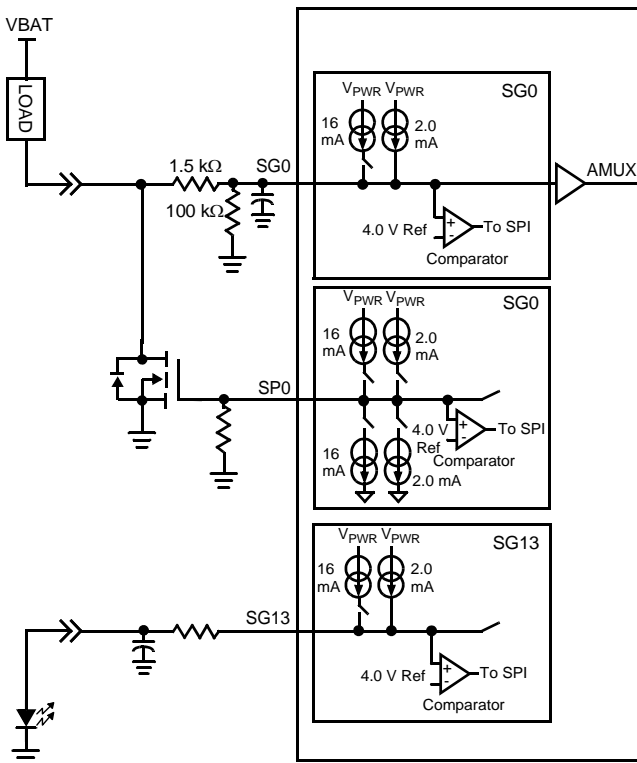 VBAT
LOAD
1.5 kΩ
100 kΩ
SG0
VPWR VPWR
SG0
16 mA
2.0 mA
4.0 V Ref
+
-
To SPI
Comparator
AMUX
SP0
VPWR VPWR
SG0
16 mA
2.0 mA
16 mA
2.0 mA
4.0 V
Ref
+
-
To SPI
Comparator
SG13
VPWR VPWR
SG13
16 mA
2.0 mA
4.0 V Ref
+
-
To SPI
Comparator